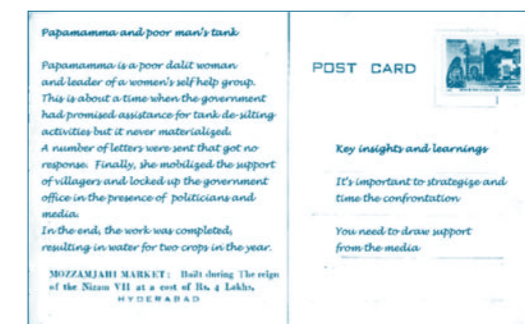 Papamamma and poor man's tank
Papamamma is a poor dalit woman
and leader of a women's self help group.
This is about a time when the government
had promised assistance for tank de-silting
activities but it never materialized.
A number of letters were sent that got no
response. Finally, she mobilized the support
of villagers and locked up the government
office in the presence of politicians and
media.
In the end, the work was completed,
resulting in water for two crops in the year.
MOZZAMJAHI MARKET : Built during The reign
of the Nizam VII at a cost of Rs. 4 Lakhs,
HYDERABAD
POST CARD
Key insights and learnings
It's important to strategize and
time the confrontation
You need to draw support
from the media